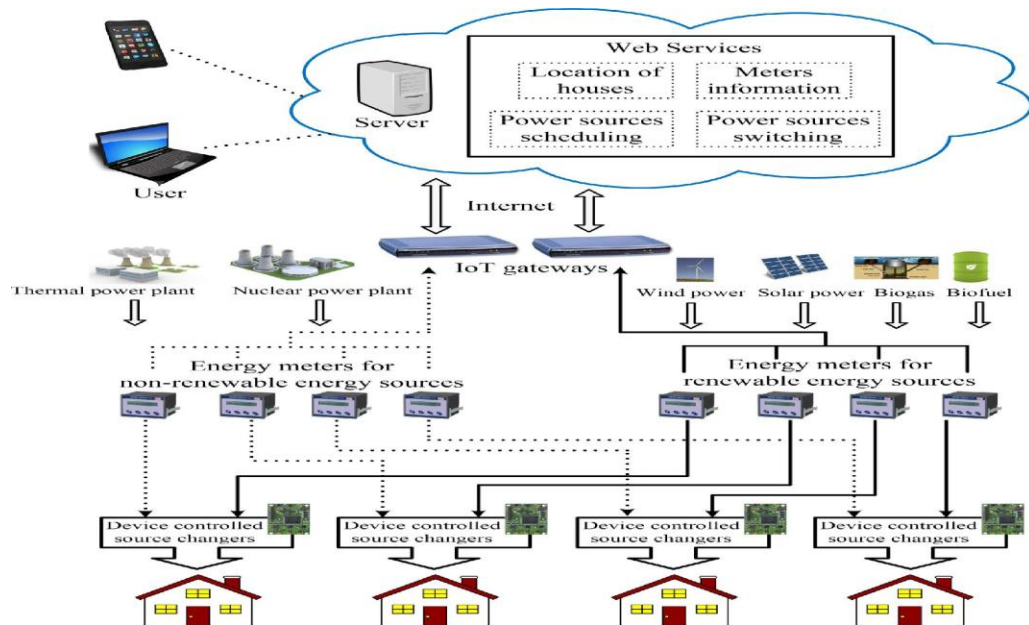 Web Services
Location of
houses
Meters
information
Server
Power sources
scheduling
Power sources
switching
User
Internet
IoT gateways
Thermal power plant
Nuclear power plant
Wind power
Solar power
Biogas
Biofuel
Energy meters for
non-renewable energy sources
Energy meters for
renewable energy sources
Device controlled
source changers
Device controlled
source changers
Device controlled
source changers
Device controlled
source changers